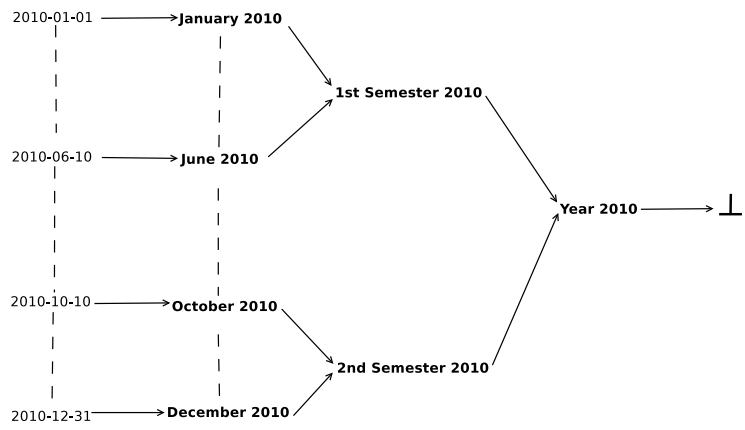 2010-01-01
January 2010
1st Semester 2010
2010-06-10
June 2010
Year 2010
⊥
2010-10-10
October 2010
2nd Semester 2010
2010-12-31
December 2010